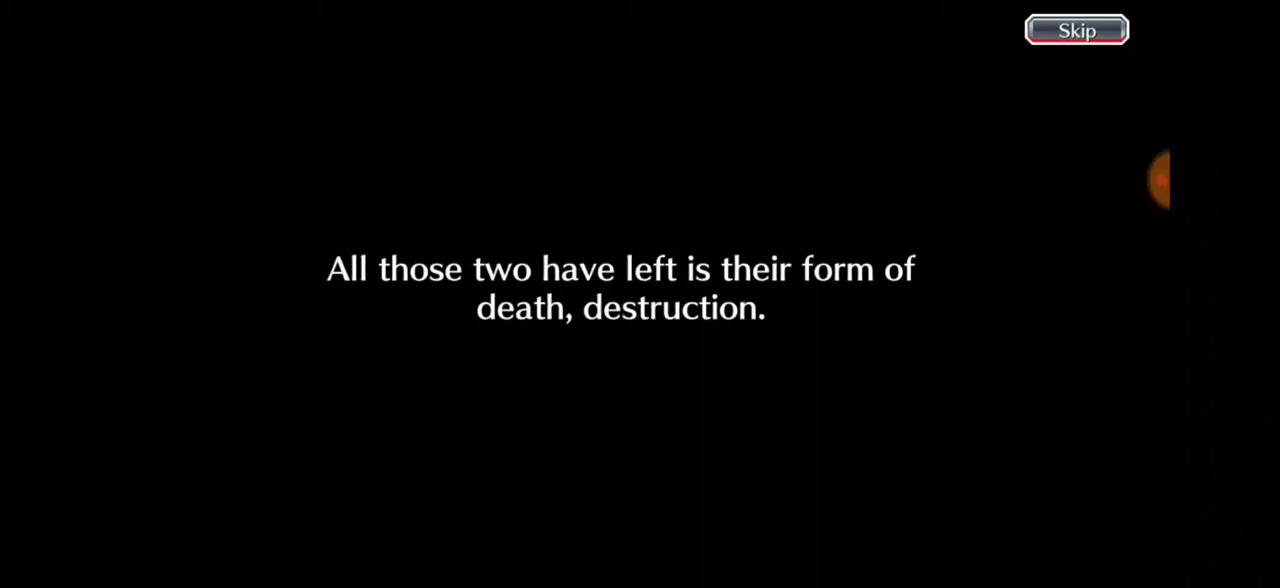 Skip
All those two have left is their form of
death, destruction.